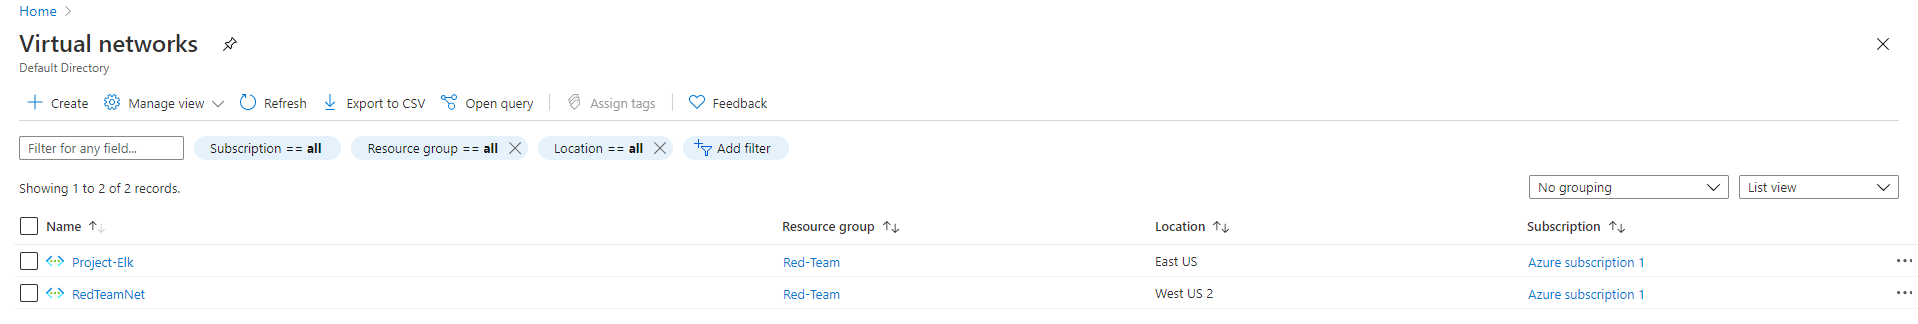 Home
Virtual networks
Default Directory
Create Manage view Refresh Export to CSV Open query Assign tags Feedback
Filter for any field... Subscription == all Resource group == all Location == all Add filter
Showing 1 to 2 of 2 records.
No grouping List view
Name Resource group Location Subscription
Project-Elk Red-Team East US Azure subscription 1
RedTeamNet Red-Team West US 2 Azure subscription 1